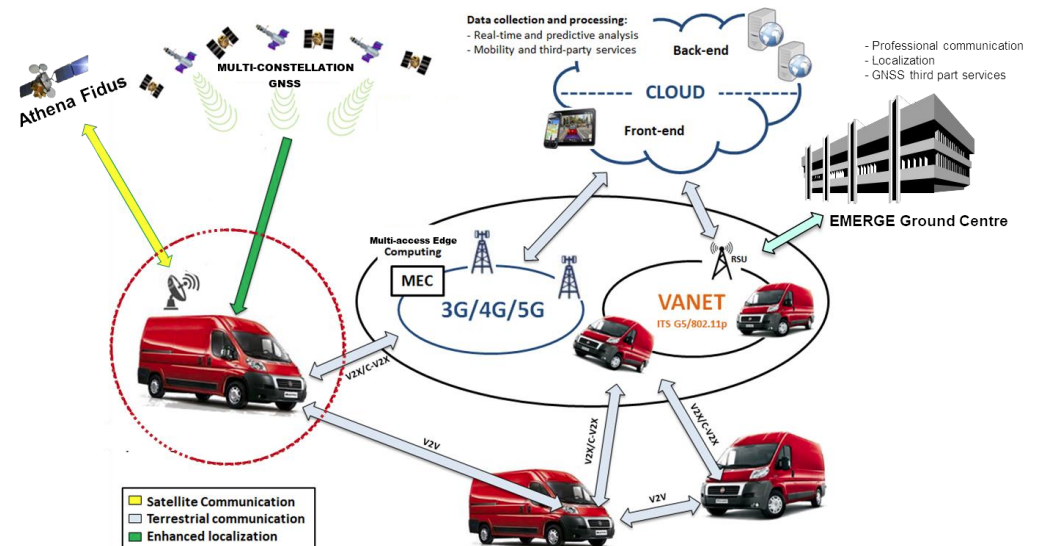 Data collection and processing:
- Real-time and predictive analysis
- Mobility and third-party services
Back-end
CLOUD
Front-end
- Professional communication
- Localization
- GNSS third part services
EMERGE Ground Centre
Athena Fidus
MULTI-CONSTELLATION
GNSS
Multi-access Edge
Computing
MEC
3G/4G/5G
RSU
VANET
ITS G5/802.11p
V2X/C-V2X
V2V
V2X/C-V2X
V2X/C-V2X
V2V
Satellite Communication
Terrestrial communication
Enhanced localization